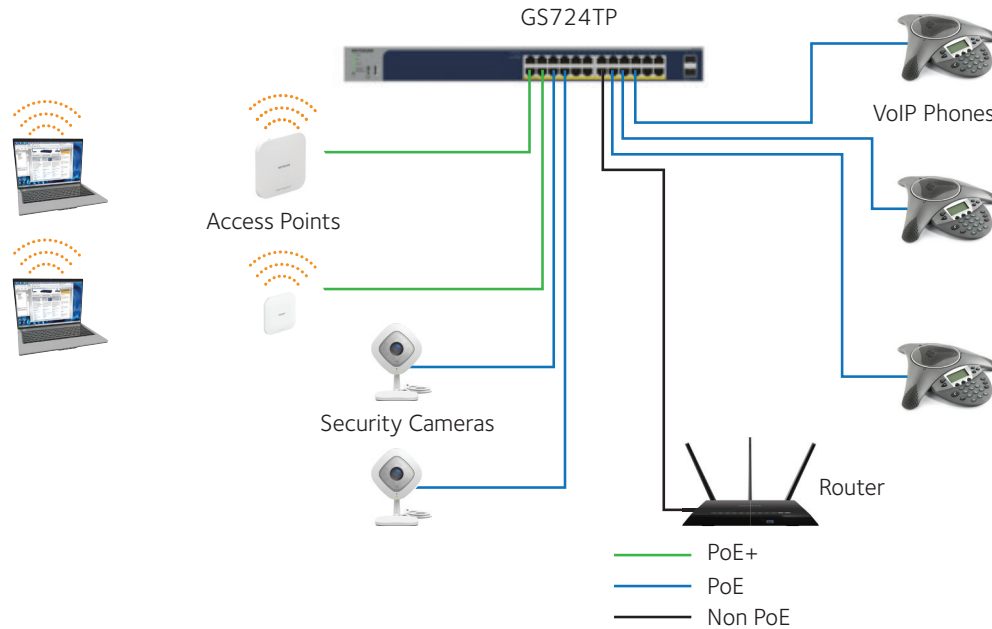 GS724TP
VoIP Phones
Access Points
Security Cameras
Router
PoE+
PoE
Non PoE